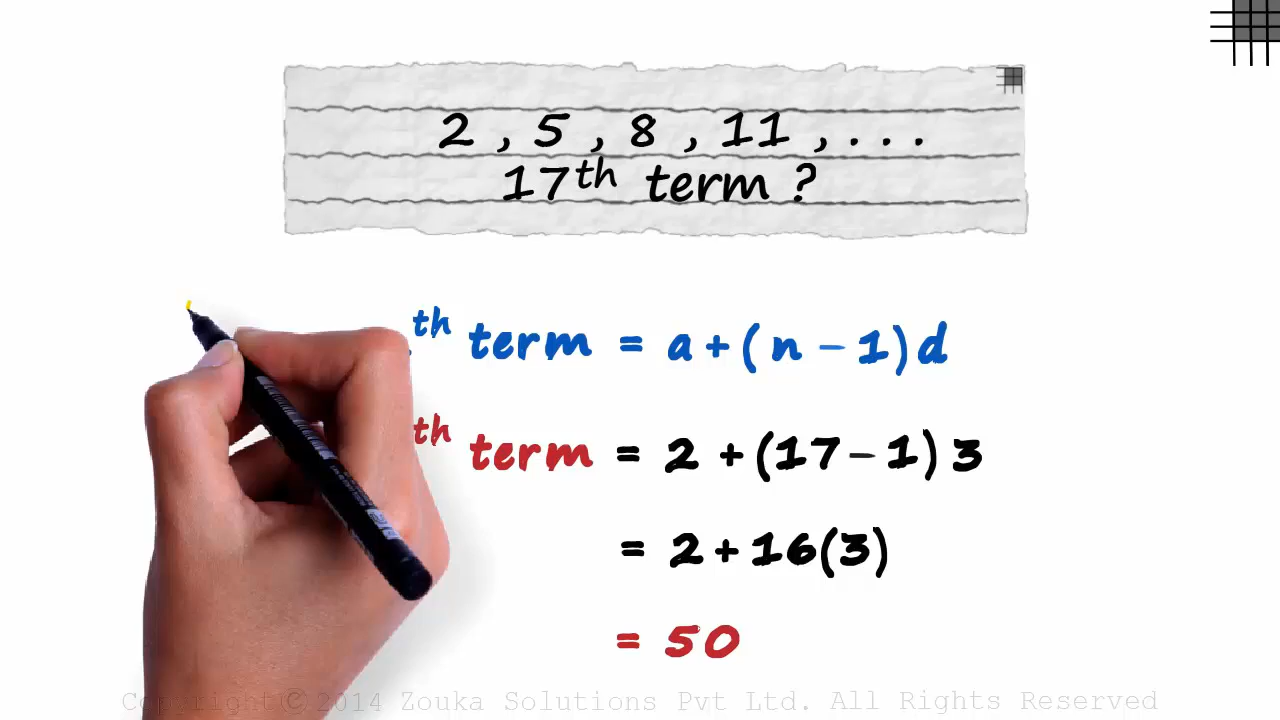 2 , 5 , 8 , 11 , . . .
17th term ?
th term = a + ( n – 1 ) d
th term = 2 + ( 17 – 1 ) 3
= 2 + 16 ( 3 )
= 50
Copyright © 2014 Zouka Solutions Pvt Ltd. All Rights Reserved